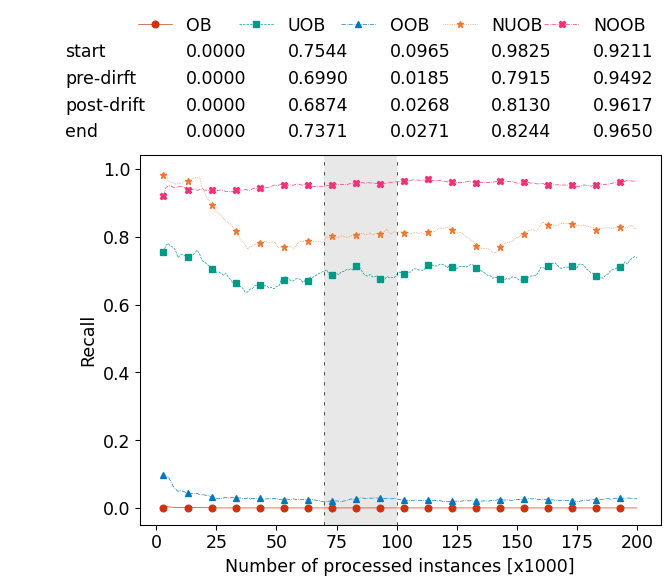 OB UOB OOB NUOB NOOB
start 0.0000 0.7544 0.0965 0.9825 0.9211
pre-dirft 0.0000 0.6990 0.0185 0.7915 0.9492
post-drift 0.0000 0.6874 0.0268 0.8130 0.9617
end 0.0000 0.7371 0.0271 0.8244 0.9650
1.0
0.8
0.6
0.4
0.2
0.0
Recall
0 25 50 75 100 125 150 175 200
Number of processed instances [x1000]